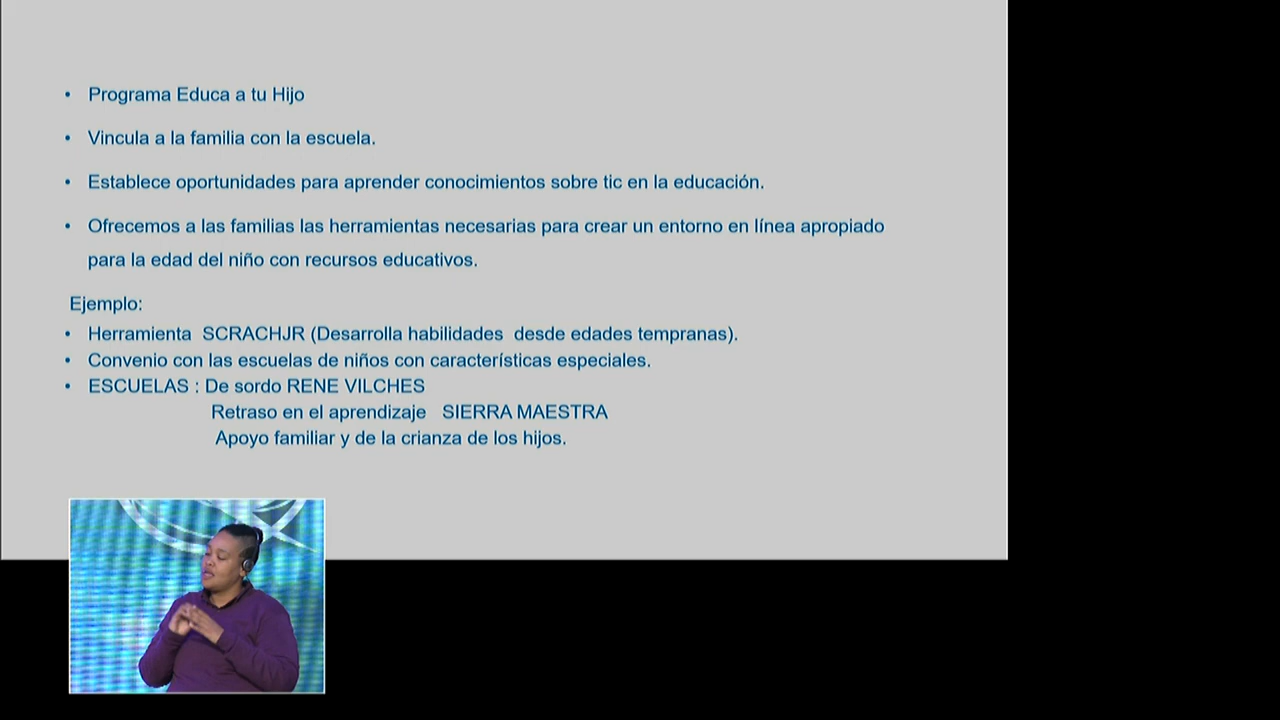 • Programa Educa a tu Hijo
• Vincula a la familia con la escuela.
• Establece oportunidades para aprender conocimientos sobre tic en la educación.
• Ofrecemos a las familias las herramientas necesarias para crear un entorno en línea apropiado
para la edad del niño con recursos educativos.
Ejemplo:
• Herramienta SCRACHJR (Desarrolla habilidades desde edades tempranas).
• Convenio con las escuelas de niños con características especiales.
• ESCUELAS : De sordo RENE VILCHES
Retraso en el aprendizaje SIERRA MAESTRA
Apoyo familiar y de la crianza de los hijos.